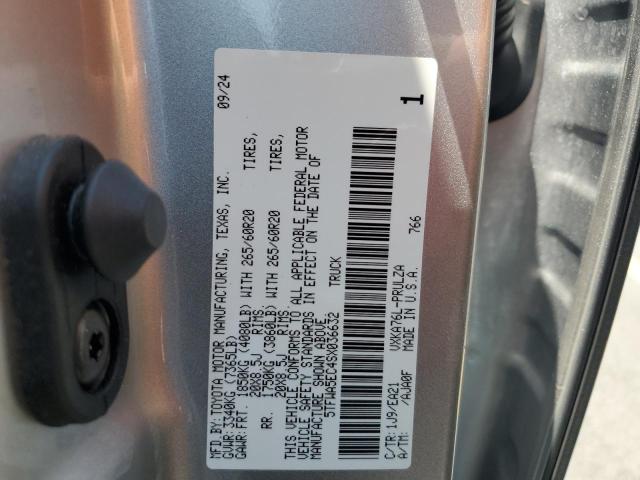 MFD.BY:TOYOTA MOTOR MANUFACTURING, TEXAS, INC. 09/24
GVWR:3340KG (7365LB)
GAWR:FRT. 1850KG (4080LB) WITH 265/60R20 TIRES,
20X8.5J RIMS.
RR. 1750KG (3860LB) WITH 265/60R20 TIRES,
20X8.5J RIMS.
THIS VEHICLE CONFORMS TO ALL APPLICABLE FEDERAL MOTOR
VEHICLE SAFETY STANDARDS IN EFFECT ON THE DATE OF
MANUFACTURE SHOWN ABOVE.
5TFWA5EC4SX036632 TRUCK
C/TR:1J9/EA21 VXKA76L-PRULZA 766
A/TM: /AJA0F MADE IN U.S.A. 1